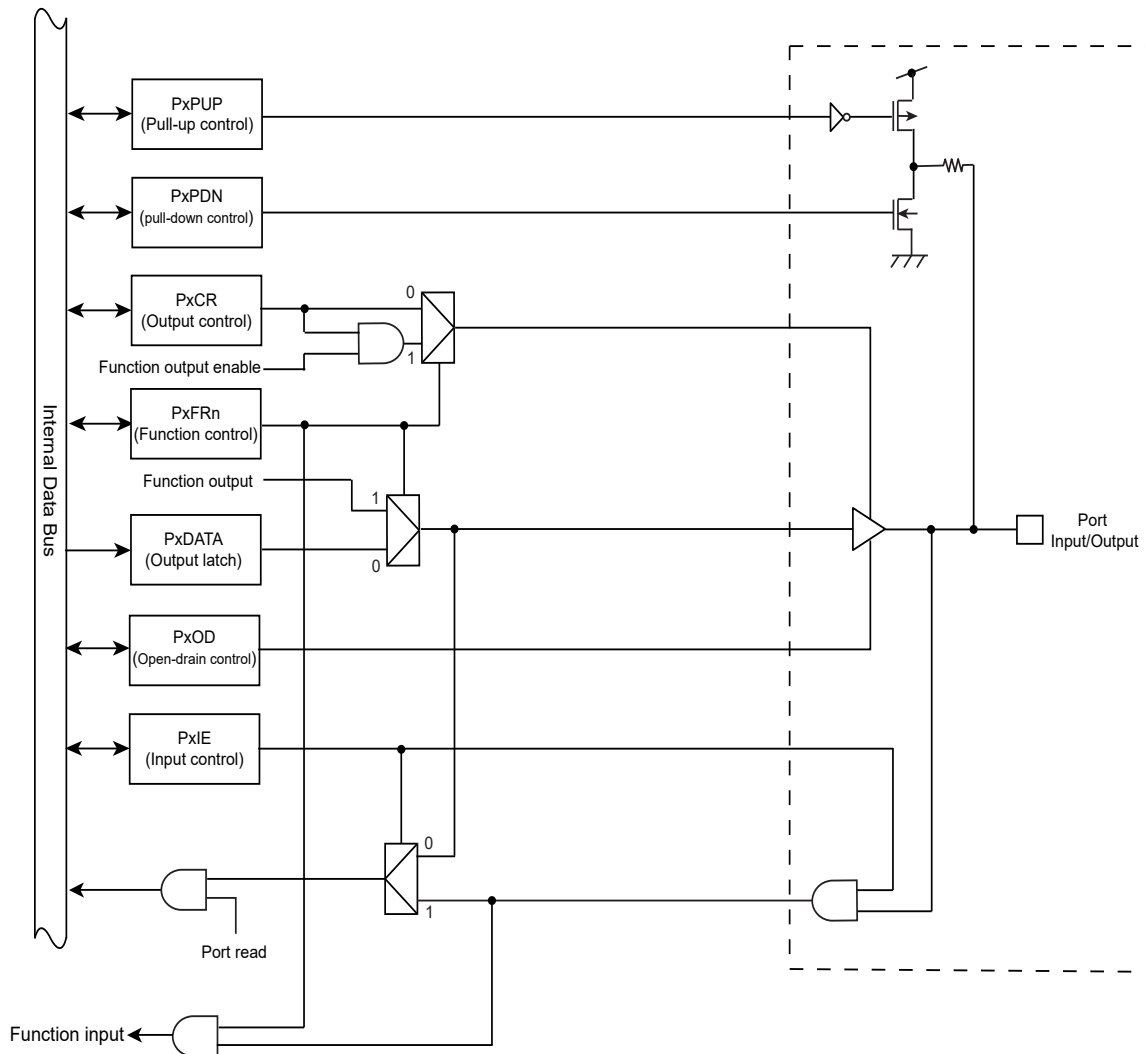 PxPUP
(Pull-up control)
PxPDN
(pull-down control)
PxCR
(Output control)
0
1
Function output enable
PxFRn
(Function control)
Internal Data Bus
Function output
1
PxDATA
(Output latch)
0
Port
Input/Output
PxOD
(Open-drain control)
PxIE
(Input control)
0
1
Port read
Function input